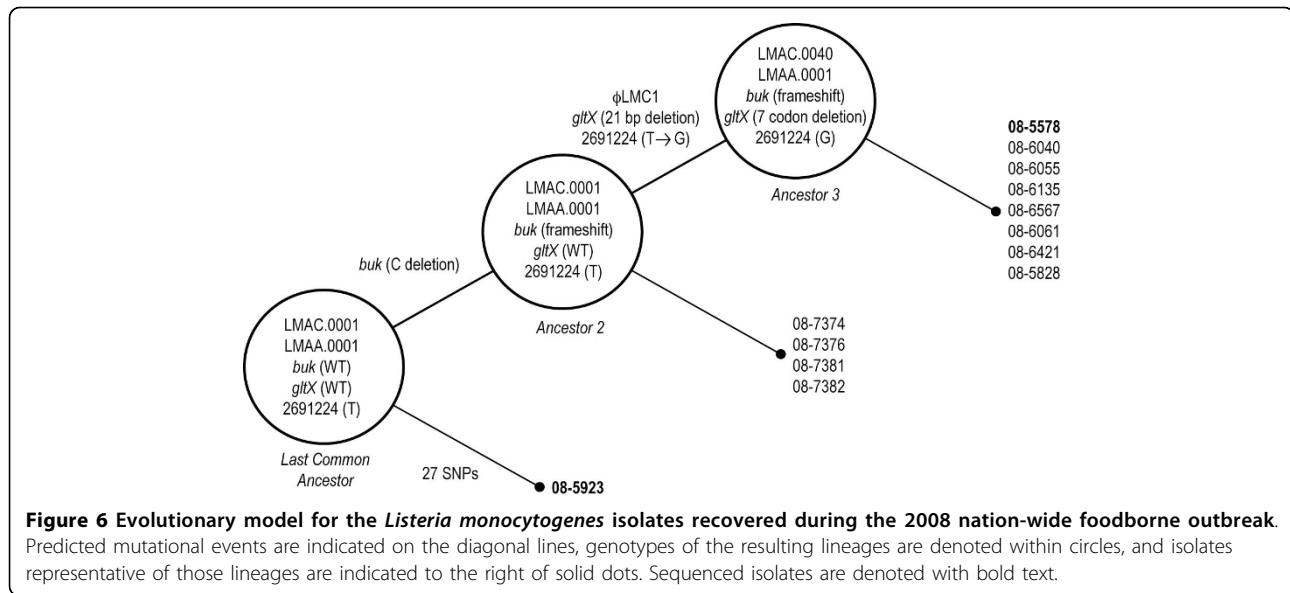 LMAC.0040
LMAA.0001
buk (frameshift)
gltX (7 codon deletion)
2691224 (G)
Ancestor 3
ϕLMC1
gltX (21 bp deletion)
2691224 (T→G)
08-5578
08-6040
08-6055
08-6135
08-6567
08-6061
08-6421
08-5828
LMAC.0001
LMAA.0001
buk (frameshift)
gltX (WT)
2691224 (T)
Ancestor 2
buk (C deletion)
08-7374
08-7376
08-7381
08-7382
LMAC.0001
LMAA.0001
buk (WT)
gltX (WT)
2691224 (T)
Last Common
Ancestor
27 SNPs
08-5923
Figure 6 Evolutionary model for the Listeria monocytogenes isolates recovered during the 2008 nation-wide foodborne outbreak.
Predicted mutational events are indicated on the diagonal lines, genotypes of the resulting lineages are denoted within circles, and isolates
representative of those lineages are indicated to the right of solid dots. Sequenced isolates are denoted with bold text.